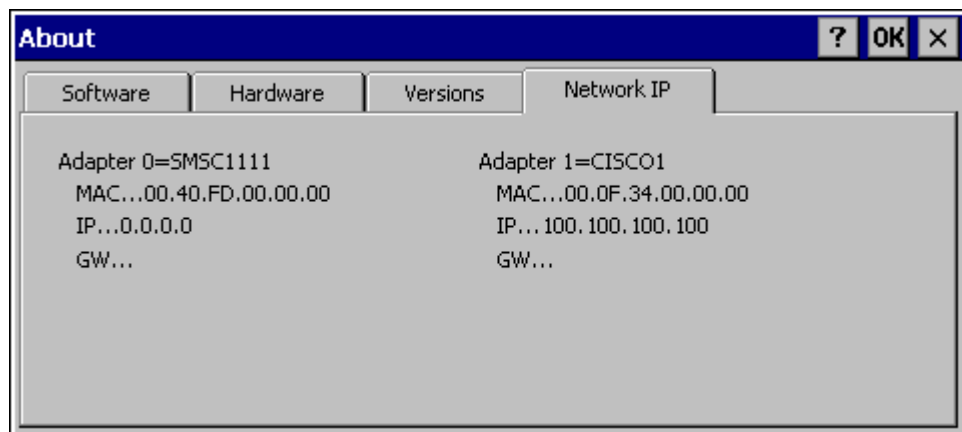 About ? OK ×
Software Hardware Versions Network IP
Adapter 0=SMSC1111
MAC...00.40.FD.00.00.00
IP...0.0.0.0
GW...
Adapter 1=CISCO1
MAC...00.0F.34.00.00.00
IP...100.100.100.100
GW...